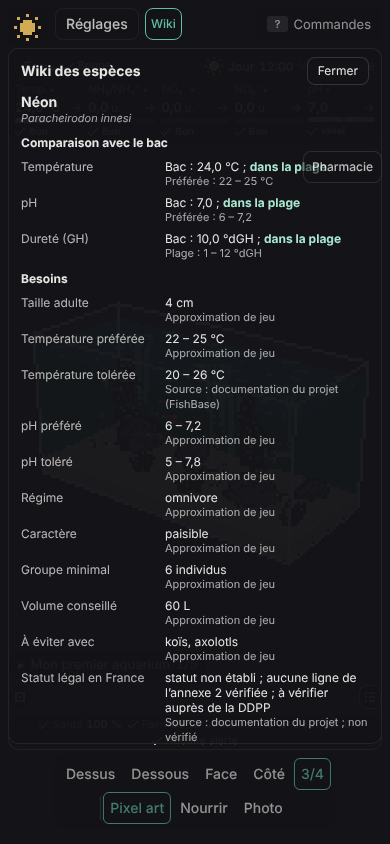 Réglages
Wiki
? Commandes
Wiki des espèces
Fermer
Jour 12:00
Néon
Paracheirodon innesi
Comparaison avec le bac
Température
Bac : 24,0 °C ; dans la plage
Pharmacie
Préférée : 22 – 25 °C
pH
Bac : 7,0 ; dans la plage
Préférée : 6 – 7,2
Dureté (GH)
Bac : 10,0 °dGH ; dans la plage
Plage : 1 – 12 °dGH
Besoins
Taille adulte
4 cm
Approximation de jeu
Température préférée
22 – 25 °C
Approximation de jeu
Température tolérée
20 – 26 °C
Source : documentation du projet
(FishBase)
pH préféré
6 – 7,2
Approximation de jeu
pH toléré
5 – 7,8
Approximation de jeu
Régime
omnivore
Approximation de jeu
Caractère
paisible
Approximation de jeu
Groupe minimal
6 individus
Approximation de jeu
Volume conseillé
60 L
Approximation de jeu
À éviter avec
koïs, axolotls
Approximation de jeu
Mon premier aquarium
Statut légal en France
statut non établi ; aucune ligne de
l'annexe 2 vérifiée ; à vérifier
auprès de la DDPP
Source : documentation du projet ; non
vérifié
Dessus
Dessous
Face
Côté
3/4
Pixel art
Nourrir
Photo